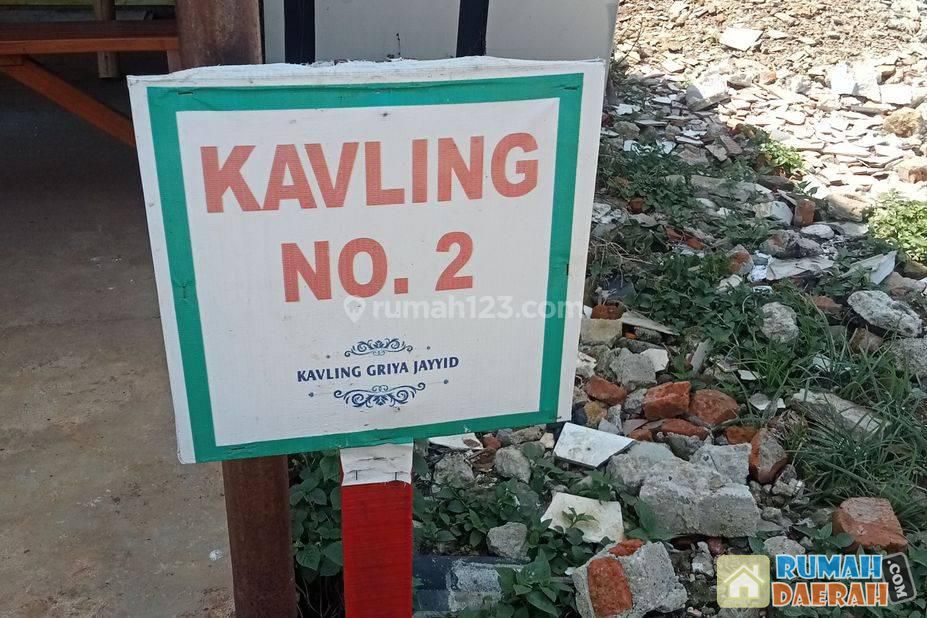 KAVLING
NO. 2
rumah123.com
KAVLING GRIYA JAYYID
RUMAH
DAERAH
.com